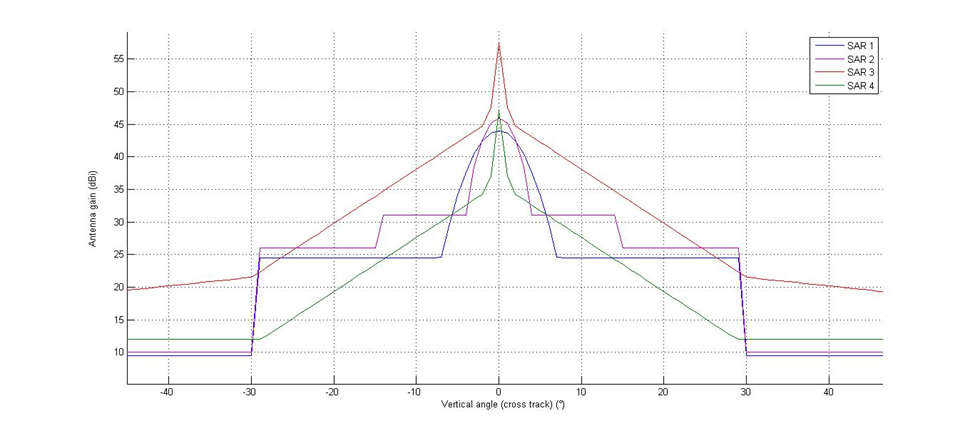 SAR 1
SAR 2
SAR 3
SAR 4
55
50
45
40
35
30
25
20
15
10
Antenna gain (dBi)
-40 -30 -20 -10 0 10 20 30 40
Vertical angle (cross track) (°)